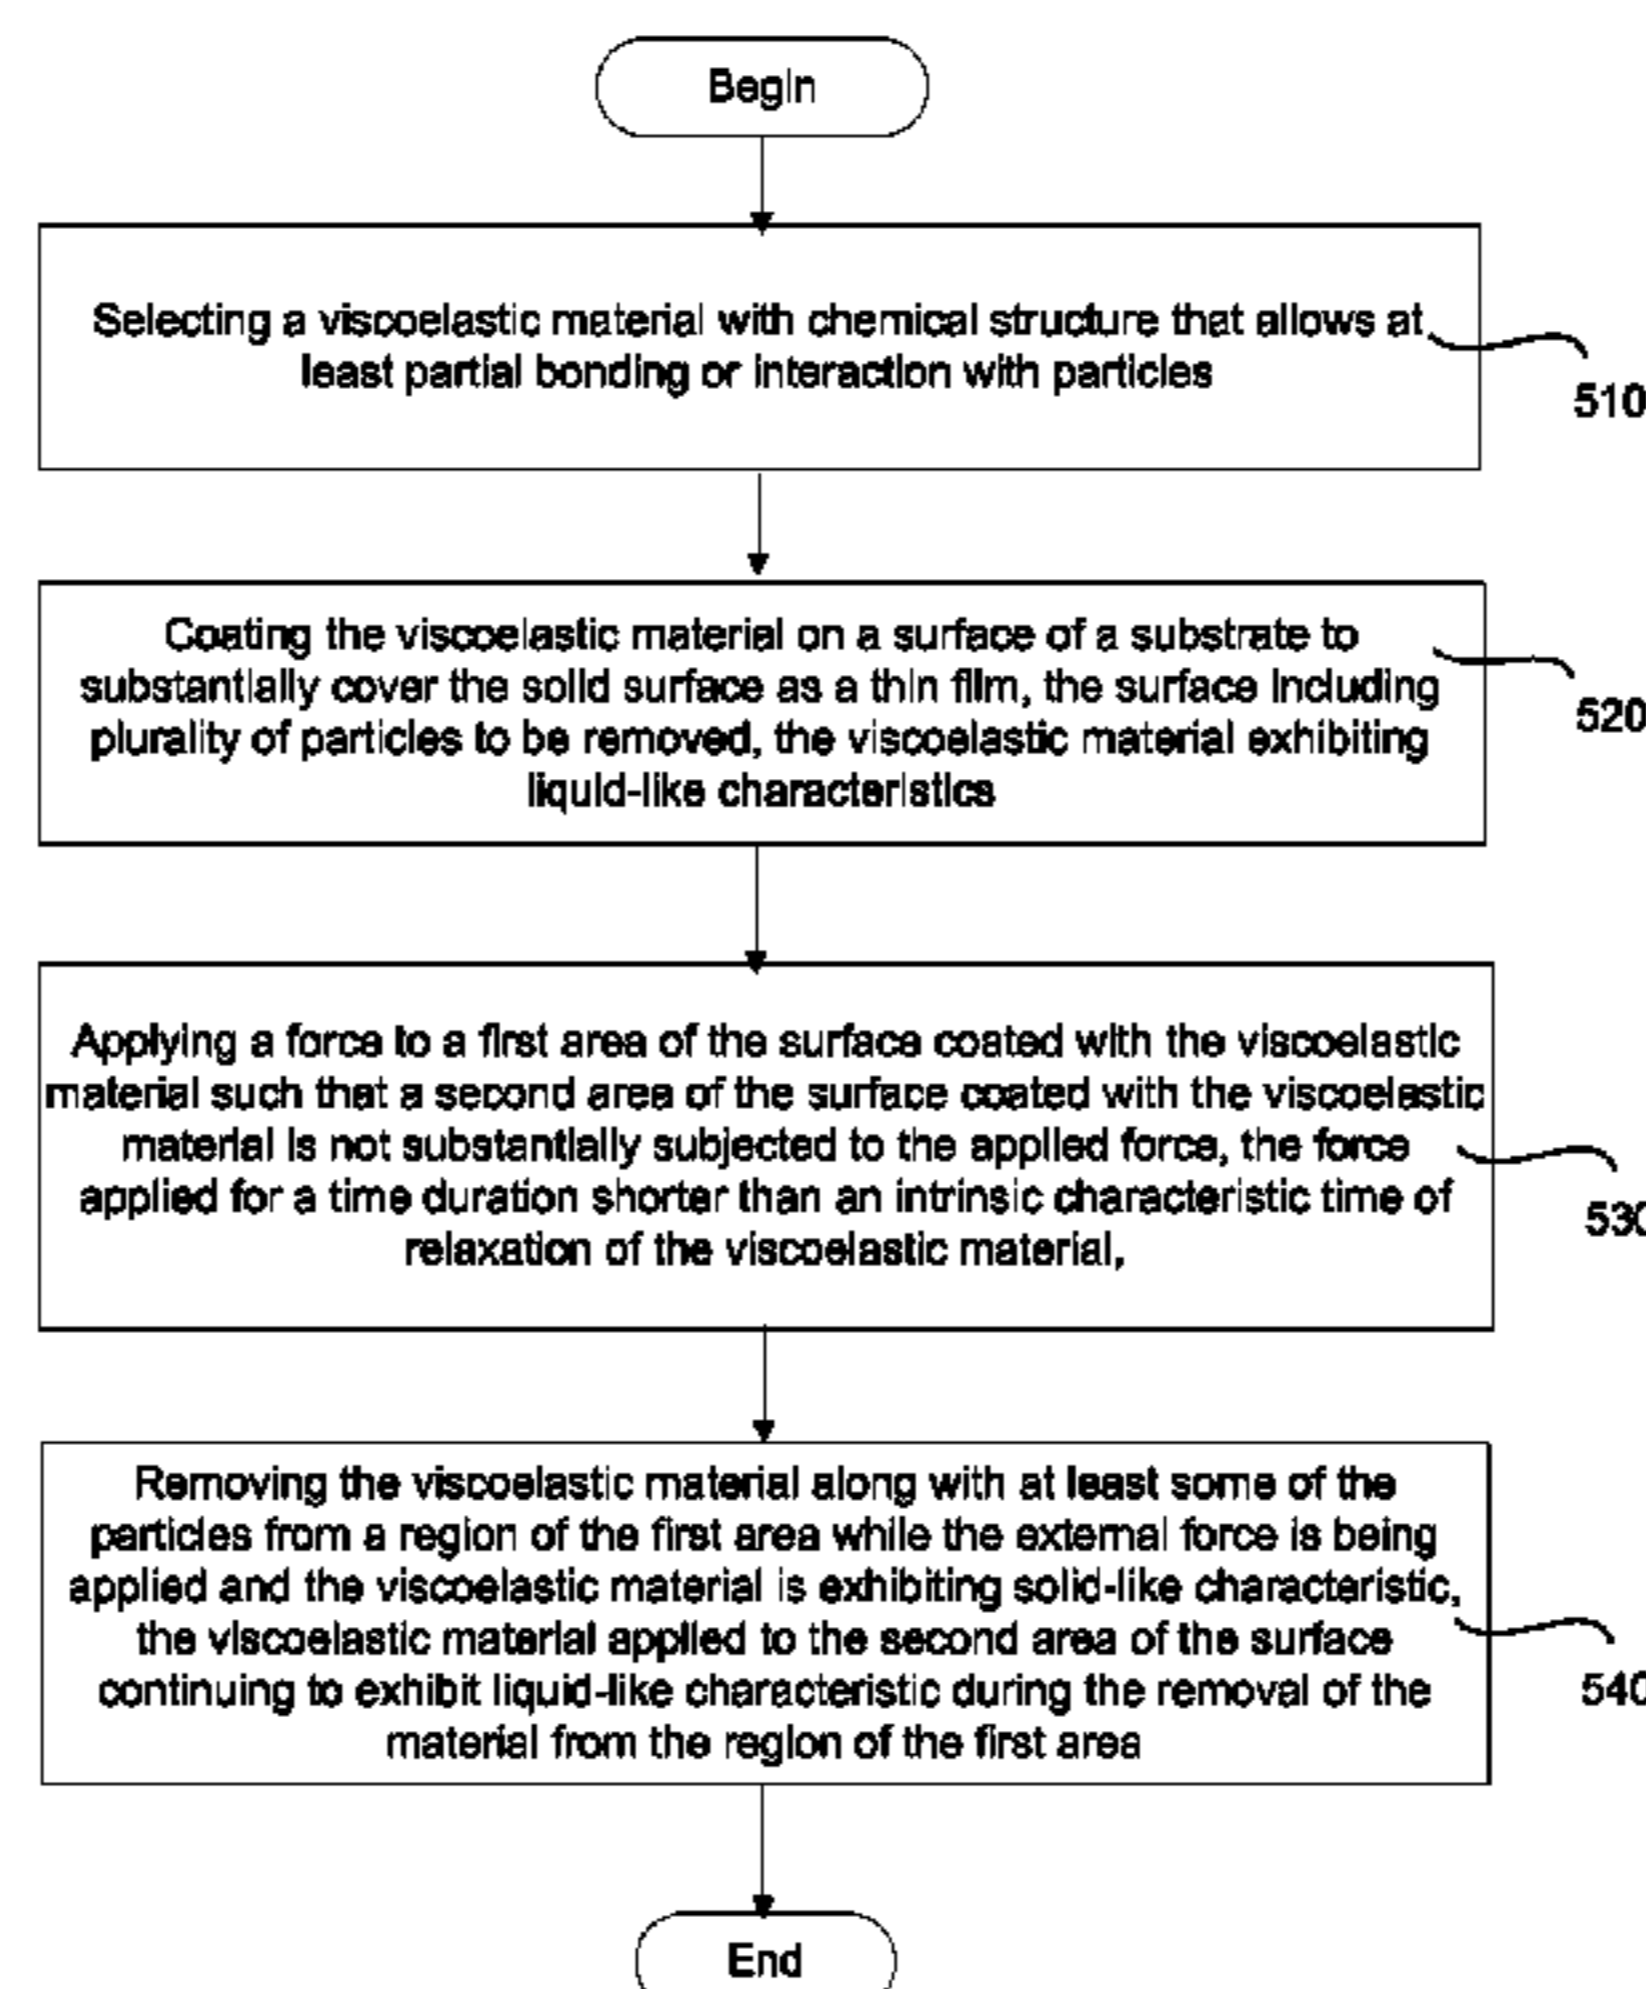 Begin
Selecting a viscoelastic material with chemical structure that allows at
least partial bonding or interaction with particles
510
Coating the viscoelastic material on a surface of a substrate to
substantially cover the solid surface as a thin film, the surface including
plurality of particles to be removed, the viscoelastic material exhibiting
liquid-like characteristics
520
Applying a force to a first area of the surface coated with the viscoelastic
material such that a second area of the surface coated with the viscoelastic
material is not substantially subjected to the applied force, the force
applied for a time duration shorter than an intrinsic characteristic time of
relaxation of the viscoelastic material,
530
Removing the viscoelastic material along with at least some of the
particles from a region of the first area while the external force is being
applied and the viscoelastic material is exhibiting solid-like characteristic,
the viscoelastic material applied to the second area of the surface
continuing to exhibit liquid-like characteristic during the removal of the
material from the region of the first area
540
End